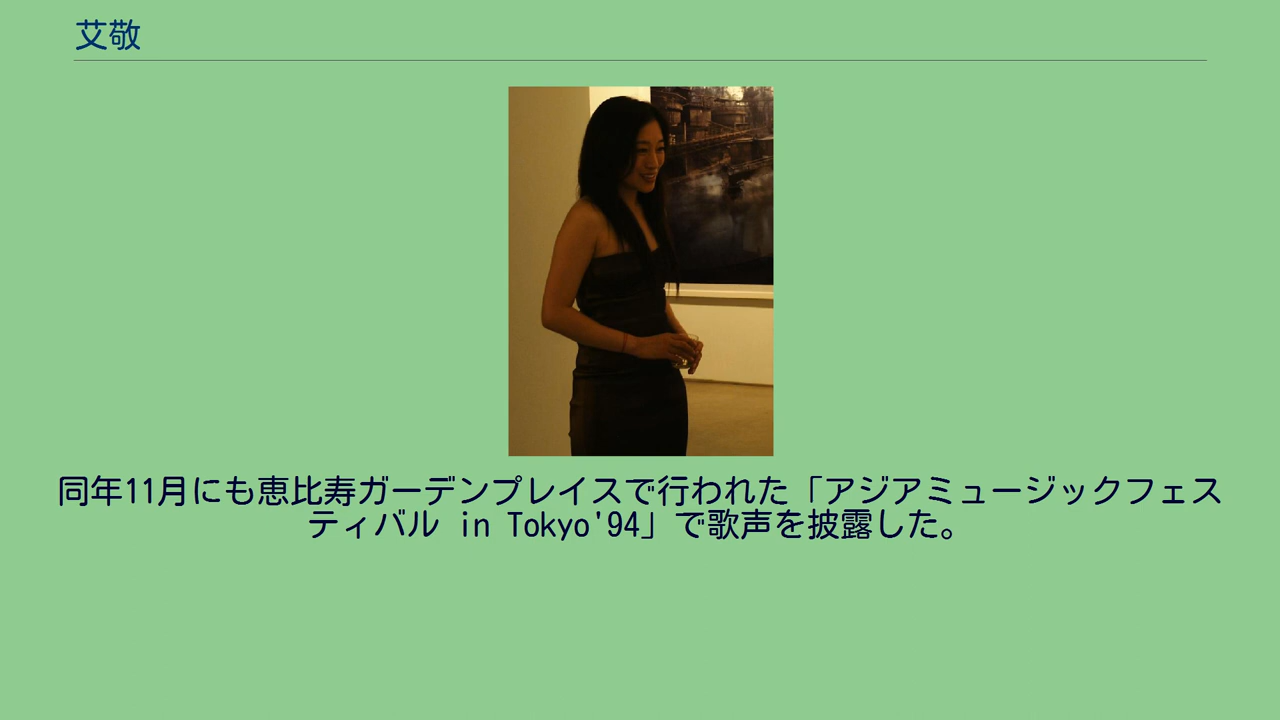 艾敬
同年11月にも恵比寿ガーデンプレイスで行われた「アジアミュージックフェス
ティバル in Tokyo'94」で歌声を披露した。